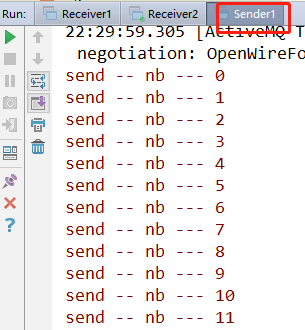 Run: Receiver1 Receiver2 Sender1
22:29:59.305 [ActiveMQ T
negotiation: OpenWireFo
send -- nb --- 0
send -- nb --- 1
send -- nb --- 2
send -- nb --- 3
send -- nb --- 4
send -- nb --- 5
send -- nb --- 6
send -- nb --- 7
send -- nb --- 8
send -- nb --- 9
send -- nb --- 10
send -- nb --- 11